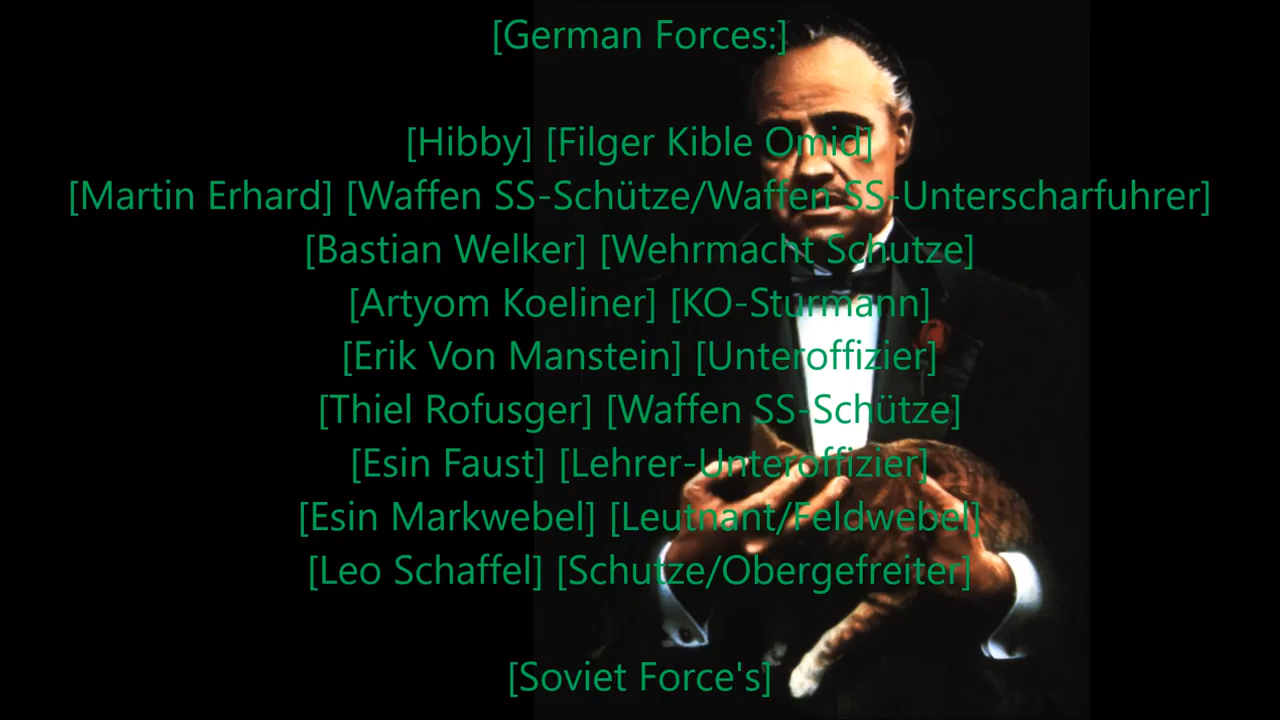 [German Forces:]
[Hibby] [Filger Kible Omid]
[Martin Erhard] [Waffen SS-Schütze/Waffen SS-Unterscharfuhrer]
[Bastian Welker] [Wehrmacht Schutze]
[Artyom Koeliner] [KO-Sturmann]
[Erik Von Manstein] [Unteroffizier]
[Thiel Rofusger] [Waffen SS-Schütze]
[Esin Faust] [Lehrer-Unteroffizier]
[Esin Markwebel] [Leutnant/Feldwebel]
[Leo Schaffel] [Schutze/Obergefreiter]
[Soviet Force's]